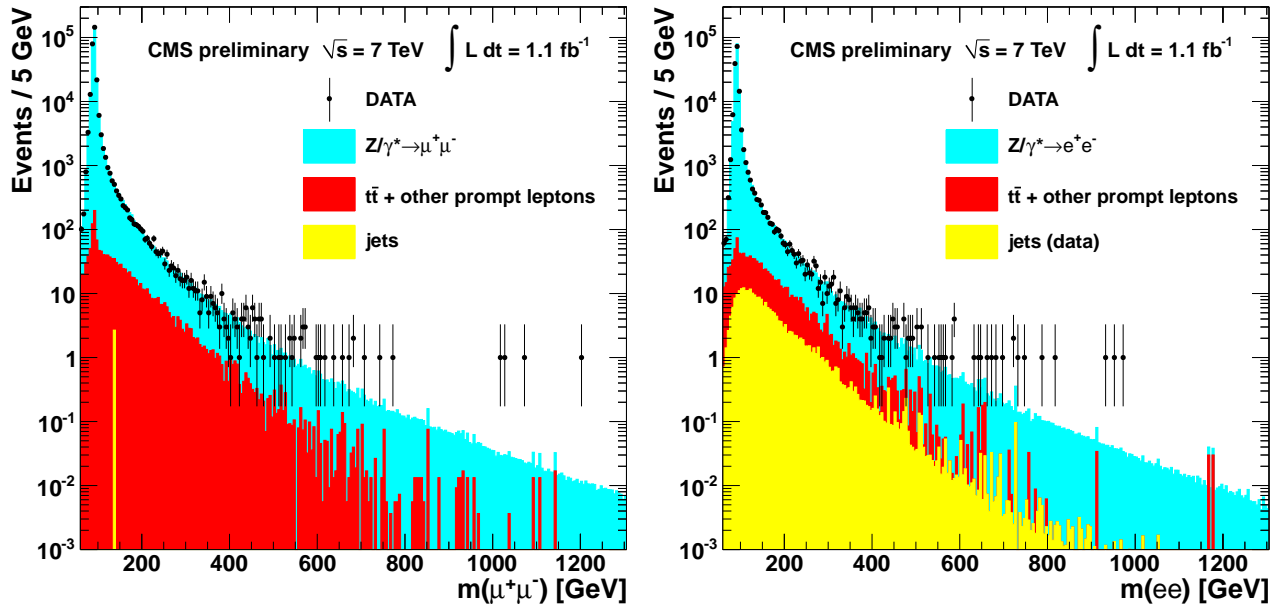 CMS preliminary √s = 7 TeV ∫ L dt = 1.1 fb⁻¹
DATA
Z/γ*→μ⁺μ⁻
tt̄ + other prompt leptons
jets
Events / 5 GeV
10⁵
10⁴
10³
10²
10
1
10⁻¹
10⁻²
10⁻³
200 400 600 800 1000 1200
m(μ⁺μ⁻) [GeV]
CMS preliminary √s = 7 TeV ∫ L dt = 1.1 fb⁻¹
DATA
Z/γ*→e⁺e⁻
tt̄ + other prompt leptons
jets (data)
Events / 5 GeV
10⁵
10⁴
10³
10²
10
1
10⁻¹
10⁻²
10⁻³
200 400 600 800 1000 1200
m(ee) [GeV]